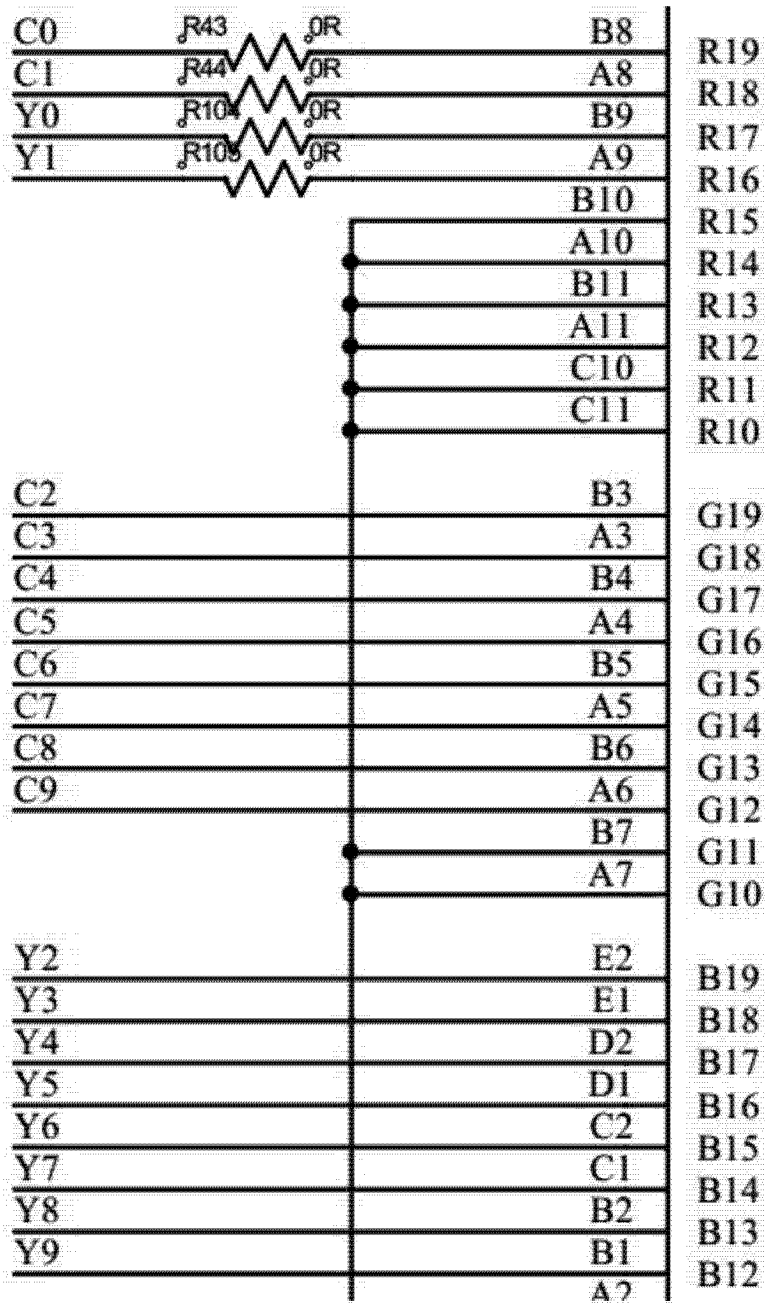 C0 R43 0R B8 R19
C1 R44 0R A8 R18
Y0 R104 0R B9 R17
Y1 R105 0R A9 R16
B10 R15
A10 R14
B11 R13
A11 R12
C10 R11
C11 R10
C2 B3 G19
C3 A3 G18
C4 B4 G17
C5 A4 G16
C6 B5 G15
C7 A5 G14
C8 B6 G13
C9 A6 G12
B7 G11
A7 G10
Y2 E2 B19
Y3 E1 B18
Y4 D2 B17
Y5 D1 B16
Y6 C2 B15
Y7 C1 B14
Y8 B2 B13
Y9 B1 B12
A2